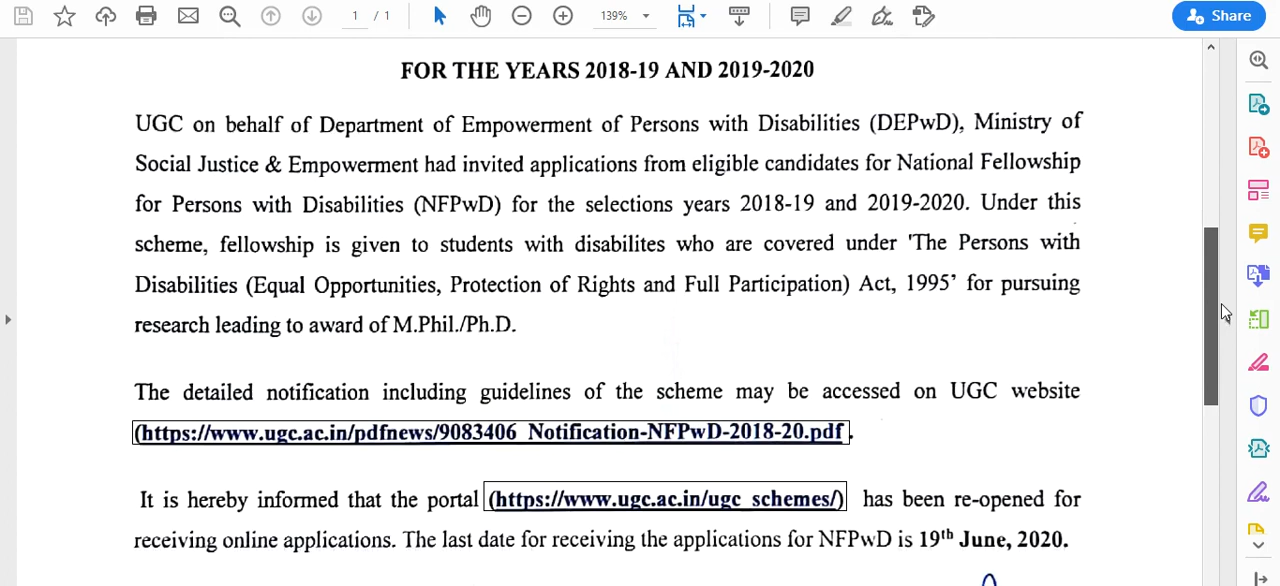 1 / 1
139%
Share
FOR THE YEARS 2018-19 AND 2019-2020
UGC on behalf of Department of Empowerment of Persons with Disabilities (DEPwD), Ministry of
Social Justice & Empowerment had invited applications from eligible candidates for National Fellowship
for Persons with Disabilities (NFPwD) for the selections years 2018-19 and 2019-2020. Under this
scheme, fellowship is given to students with disabilites who are covered under 'The Persons with
Disabilities (Equal Opportunities, Protection of Rights and Full Participation) Act, 1995’ for pursuing
research leading to award of M.Phil./Ph.D.
The detailed notification including guidelines of the scheme may be accessed on UGC website
(https://www.ugc.ac.in/pdfnews/9083406_Notification-NFPwD-2018-20.pdf .
It is hereby informed that the portal (https://www.ugc.ac.in/ugc_schemes/) has been re-opened for
receiving online applications. The last date for receiving the applications for NFPwD is 19th June, 2020.